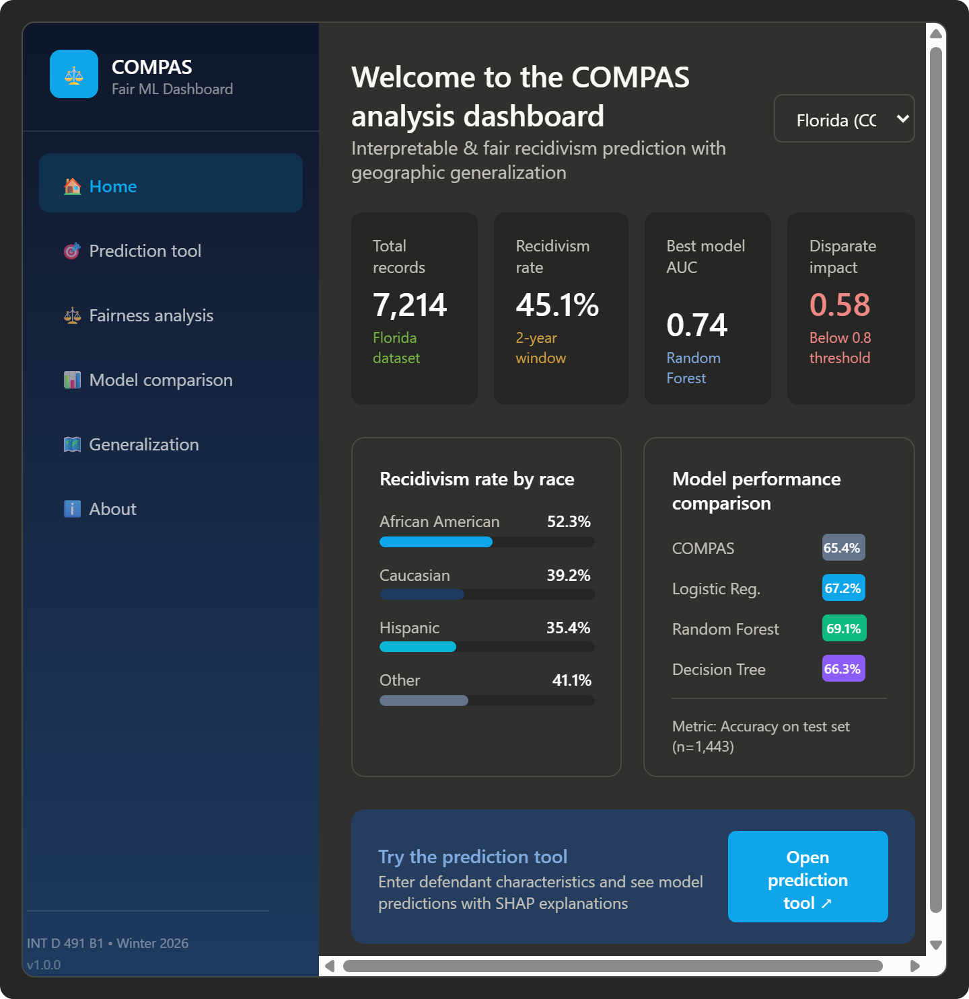 COMPAS
Fair ML Dashboard
Home
Prediction tool
Fairness analysis
Model comparison
Generalization
About
INT D 491 B1 • Winter 2026
v1.0.0
Welcome to the COMPAS
analysis dashboard
Interpretable & fair recidivism prediction with
geographic generalization
Florida (CC
Total
records
7,214
Florida
dataset
Recidivism
rate
45.1%
2-year
window
Best model
AUC
0.74
Random
Forest
Disparate
impact
0.58
Below 0.8
threshold
Recidivism rate by race
African American 52.3%
Caucasian 39.2%
Hispanic 35.4%
Other 41.1%
Model performance
comparison
COMPAS 65.4%
Logistic Reg. 67.2%
Random Forest 69.1%
Decision Tree 66.3%
Metric: Accuracy on test set
(n=1,443)
Try the prediction tool
Enter defendant characteristics and see model
predictions with SHAP explanations
Open
prediction
tool ↗